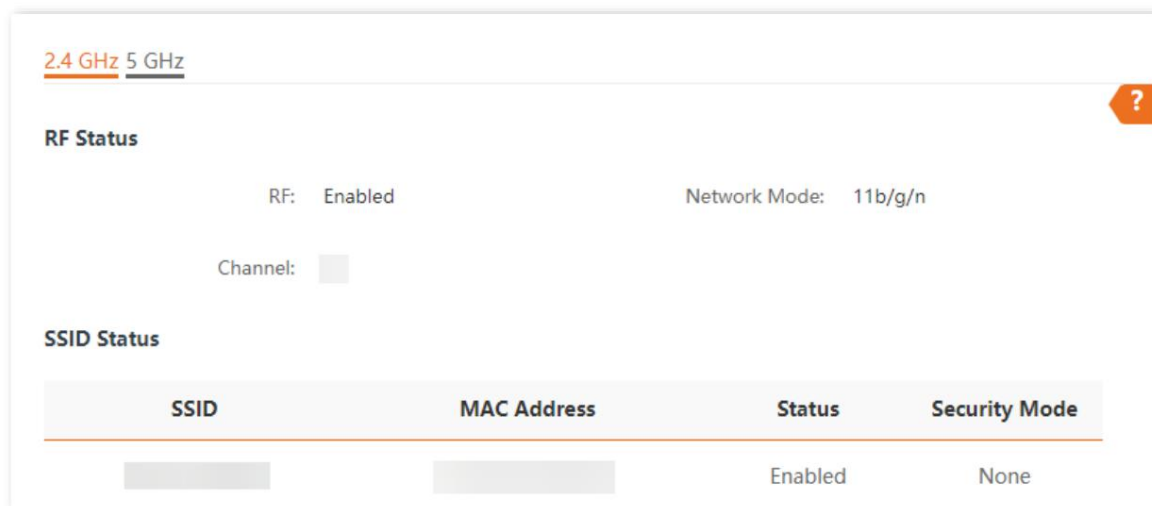 2.4 GHz 5 GHz
?
RF Status
RF: Enabled Network Mode: 11b/g/n
Channel:
SSID Status
SSID MAC Address Status Security Mode
Enabled None